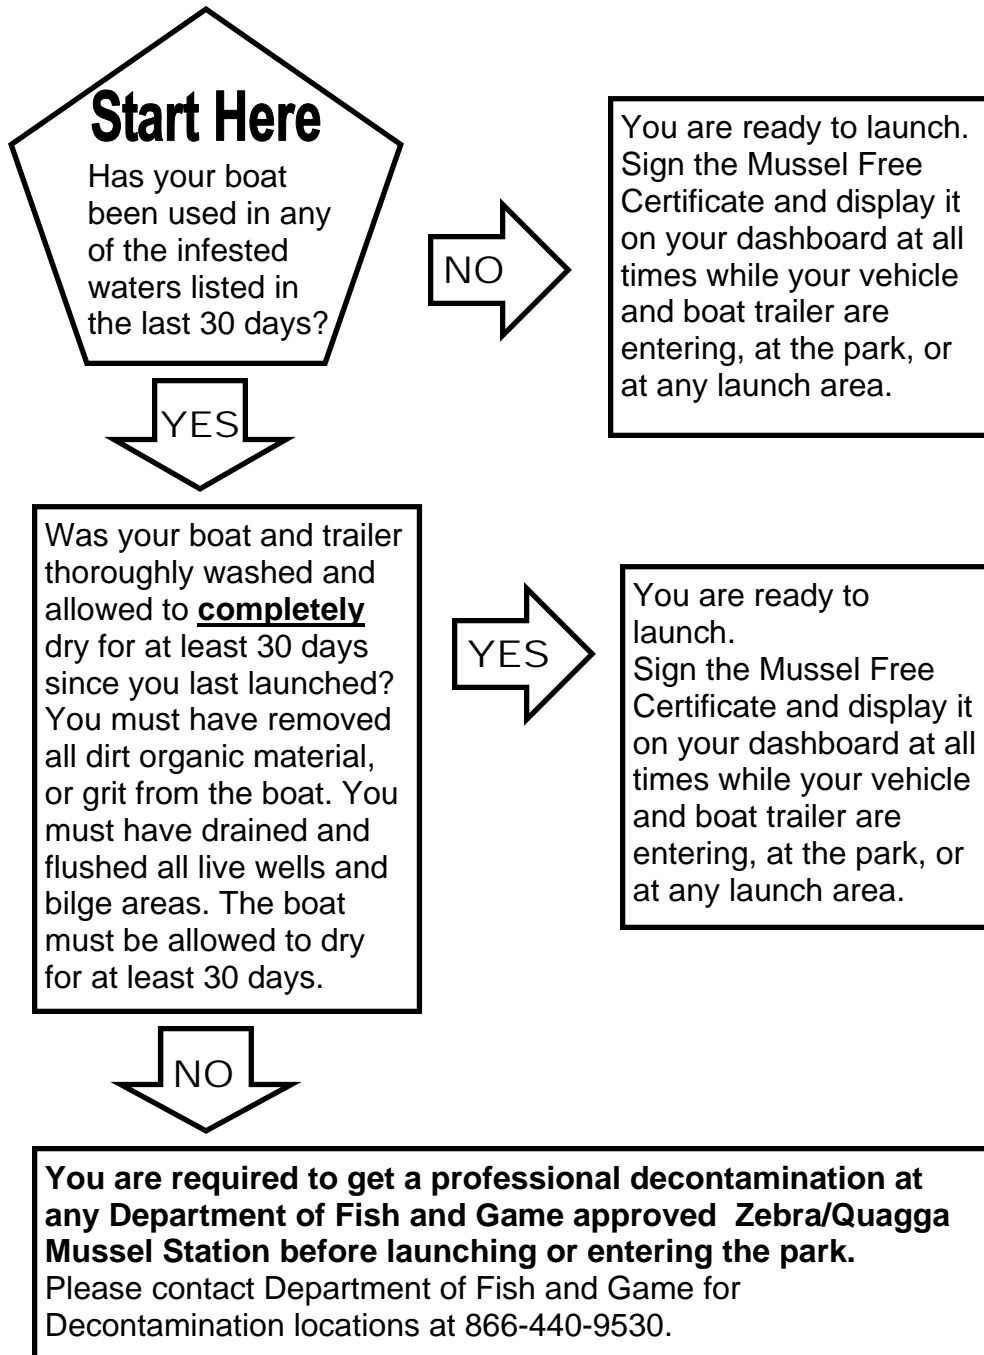 Start Here
Has your boat
been used in any
of the infested
waters listed in
the last 30 days?
NO
You are ready to launch.
Sign the Mussel Free
Certificate and display it
on your dashboard at all
times while your vehicle
and boat trailer are
entering, at the park, or
at any launch area.
YES
Was your boat and trailer
thoroughly washed and
allowed to completely
dry for at least 30 days
since you last launched?
You must have removed
all dirt organic material,
or grit from the boat. You
must have drained and
flushed all live wells and
bilge areas. The boat
must be allowed to dry
for at least 30 days.
YES
You are ready to
launch.
Sign the Mussel Free
Certificate and display it
on your dashboard at all
times while your vehicle
and boat trailer are
entering, at the park, or
at any launch area.
NO
You are required to get a professional decontamination at
any Department of Fish and Game approved  Zebra/Quagga
Mussel Station before launching or entering the park.
Please contact Department of Fish and Game for
Decontamination locations at 866-440-9530.